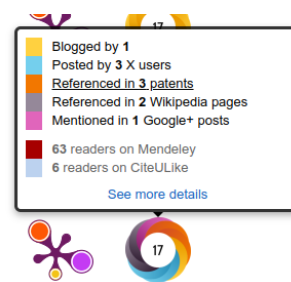 17
Blogged by 1
Posted by 3 X users
Referenced in 3 patents
Referenced in 2 Wikipedia pages
Mentioned in 1 Google+ posts
63 readers on Mendeley
6 readers on CiteULike
See more details
17